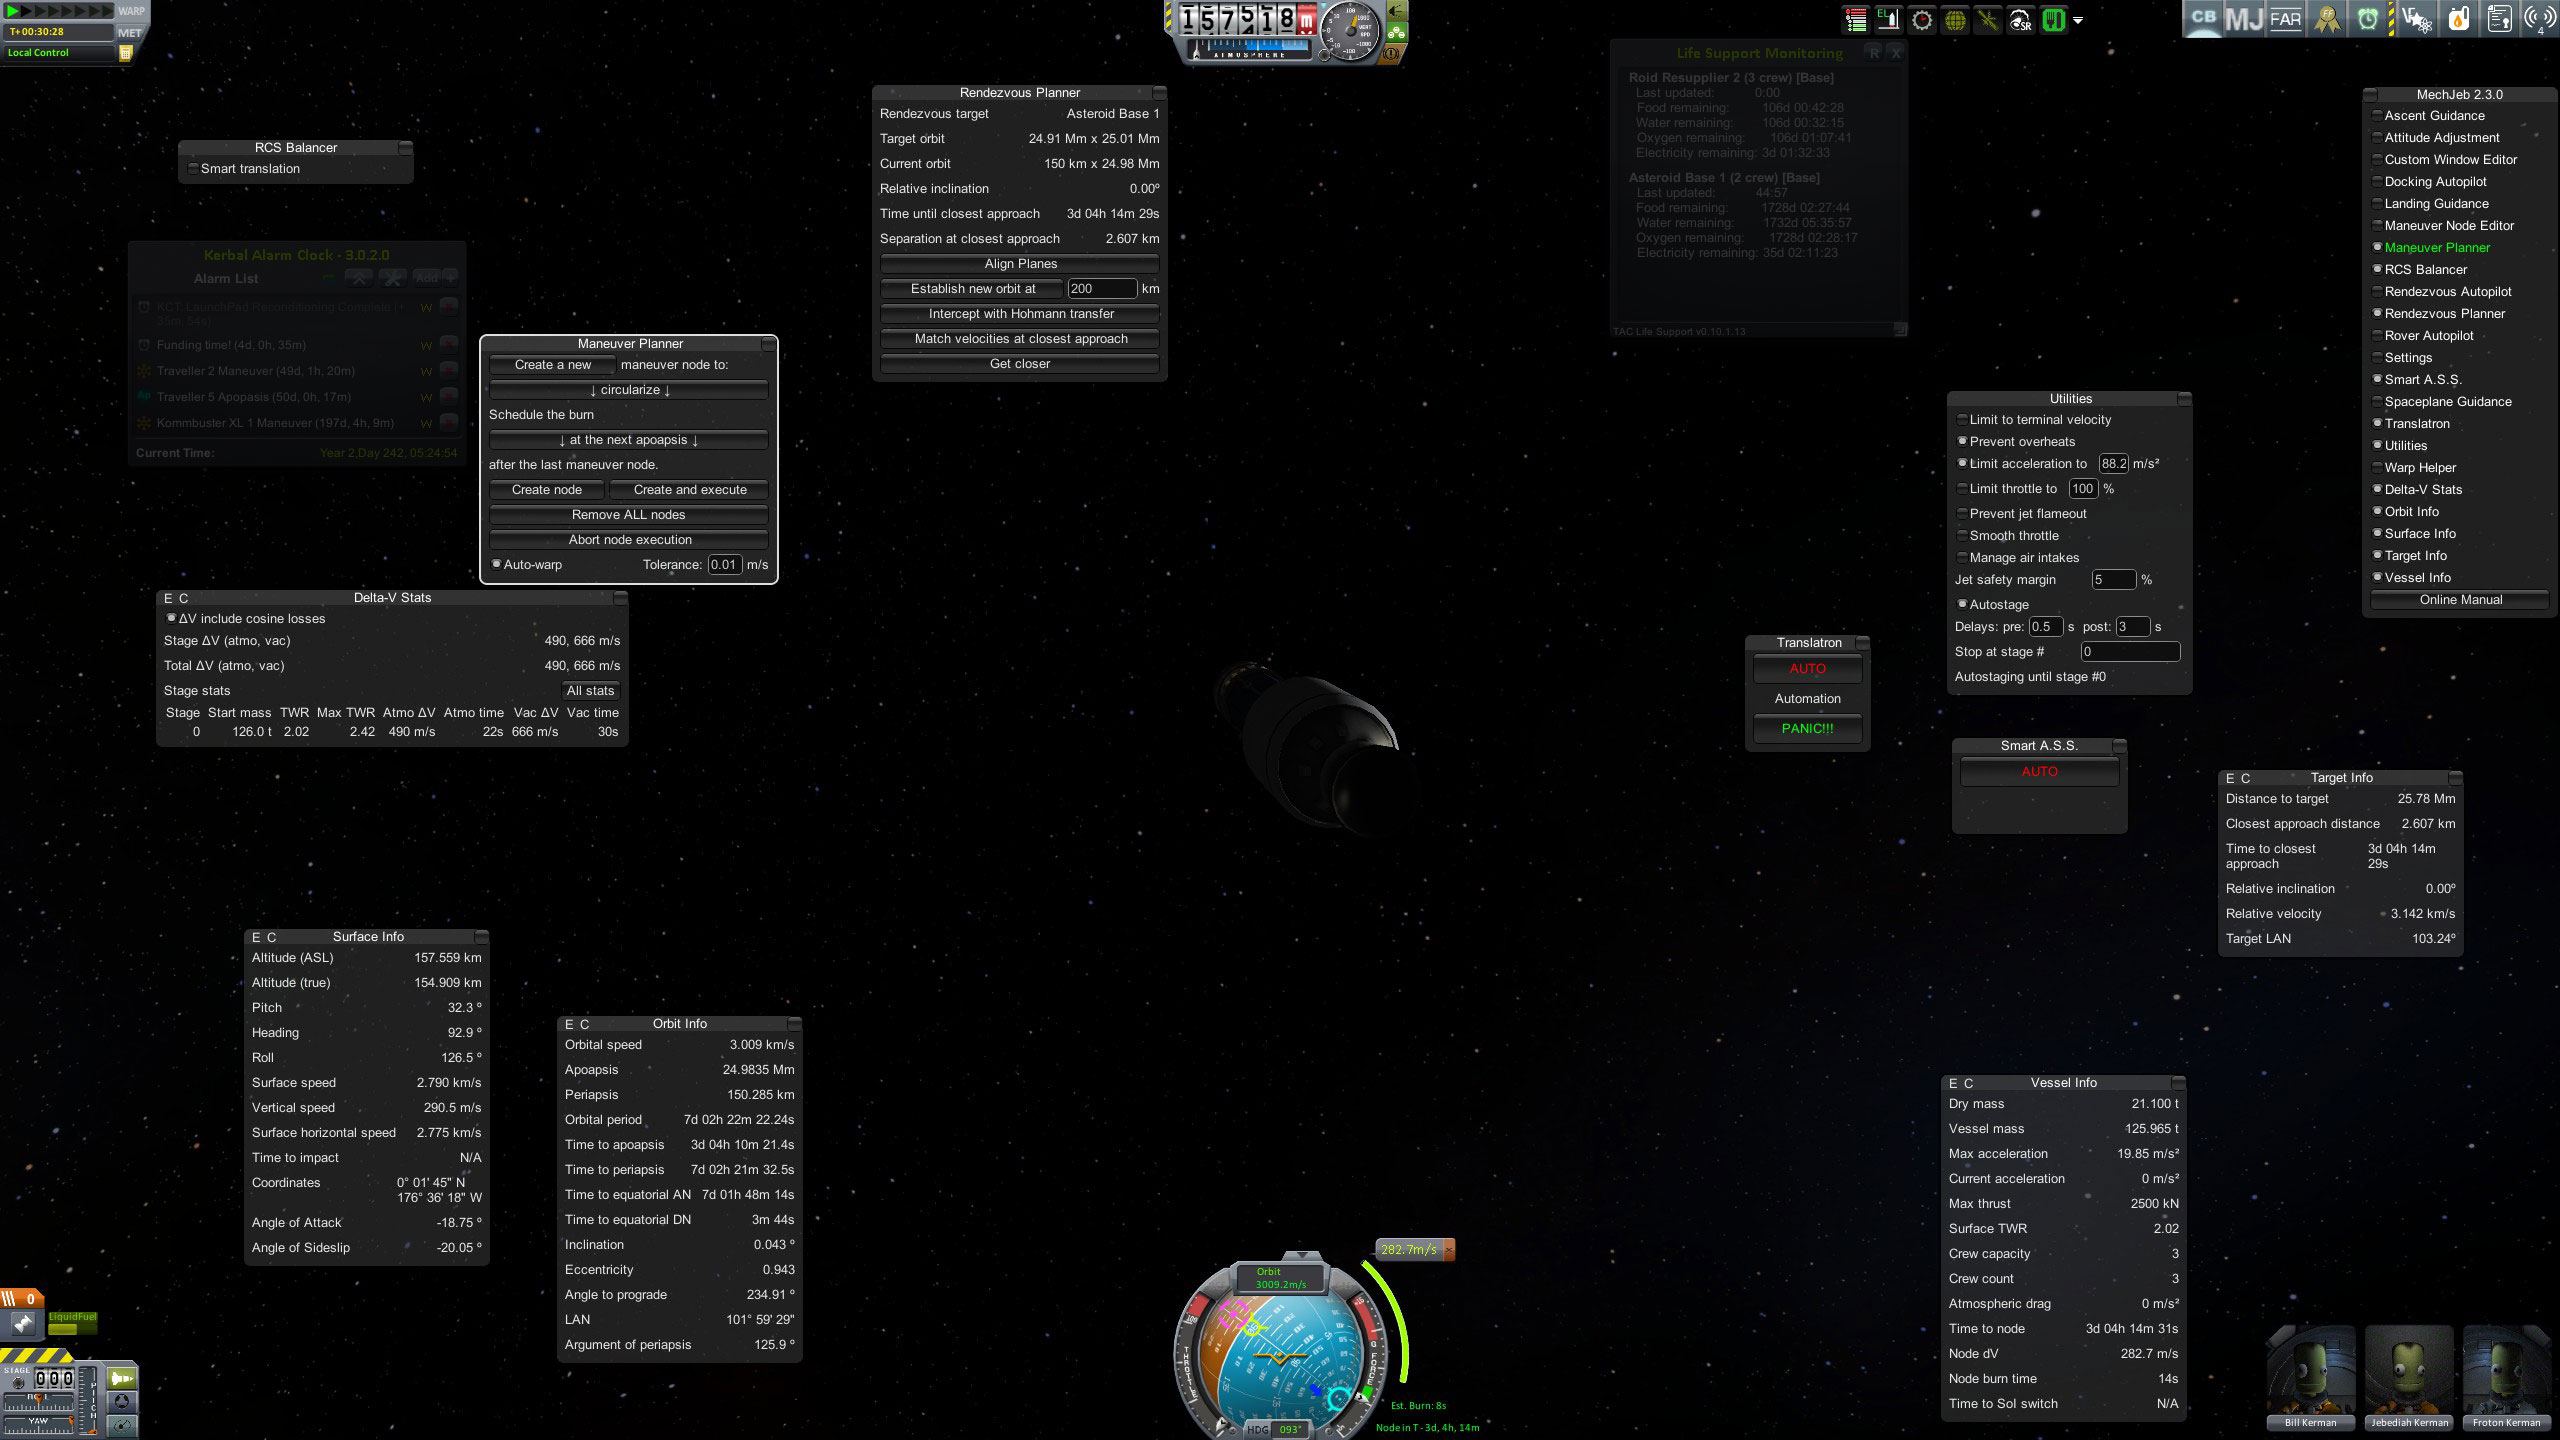 WARP
T+ 00:30:28
MET
Local Control
157518 m
ATMOSPHERE
EL
SR
CB MJ FAR
4
RCS Balancer
Smart translation
Kerbal Alarm Clock - 3.0.2.0
Alarm List
Add
KCT: LaunchPad Reconditioning Complete (+
35m, 54s)
W
Funding time! (4d, 0h, 35m) W
Traveller 2 Maneuver (49d, 1h, 20m) W
Traveller 5 Apopasis (50d, 0h, 17m) W
Kommbuster XL 1 Maneuver (197d, 4h, 9m) W
Current Time: Year 2,Day 242, 05:24:54
Maneuver Planner
Create a new maneuver node to:
↓ circularize ↓
Schedule the burn
↓ at the next apoapsis ↓
after the last maneuver node.
Create node Create and execute
Remove ALL nodes
Abort node execution
Auto-warp Tolerance: 0.01 m/s
Rendezvous Planner
Rendezvous target Asteroid Base 1
Target orbit 24.91 Mm x 25.01 Mm
Current orbit 150 km x 24.98 Mm
Relative inclination 0.00º
Time until closest approach 3d 04h 14m 29s
Separation at closest approach 2.607 km
Align Planes
Establish new orbit at 200 km
Intercept with Hohmann transfer
Match velocities at closest approach
Get closer
Life Support Monitoring R X
Roid Resupplier 2 (3 crew) [Base]
Last updated: 0:00
Food remaining: 106d 00:42:28
Water remaining: 106d 00:32:15
Oxygen remaining: 106d 01:07:41
Electricity remaining: 3d 01:32:33
Asteroid Base 1 (2 crew) [Base]
Last updated: 44:57
Food remaining: 1728d 02:27:44
Water remaining: 1732d 05:35:57
Oxygen remaining: 1728d 02:28:17
Electricity remaining: 35d 02:11:23
TAC Life Support v0.10.1.13
MechJeb 2.3.0
Ascent Guidance
Attitude Adjustment
Custom Window Editor
Docking Autopilot
Landing Guidance
Maneuver Node Editor
Maneuver Planner
RCS Balancer
Rendezvous Autopilot
Rendezvous Planner
Rover Autopilot
Settings
Smart A.S.S.
Spaceplane Guidance
Translatron
Utilities
Warp Helper
Delta-V Stats
Orbit Info
Surface Info
Target Info
Vessel Info
Online Manual
Utilities
Limit to terminal velocity
Prevent overheats
Limit acceleration to 88.2 m/s²
Limit throttle to 100 %
Prevent jet flameout
Smooth throttle
Manage air intakes
Jet safety margin 5 %
Autostage
Delays: pre: 0.5 s post: 3 s
Stop at stage # 0
Autostaging until stage #0
E C Delta-V Stats
ΔV include cosine losses
Stage ΔV (atmo, vac) 490, 666 m/s
Total ΔV (atmo, vac) 490, 666 m/s
Stage stats All stats
Stage Start mass TWR Max TWR Atmo ΔV Atmo time Vac ΔV Vac time
0 126.0 t 2.02 2.42 490 m/s 22s 666 m/s 30s
Translatron
AUTO
Automation
PANIC!!!
Smart A.S.S.
AUTO
E C Target Info
Distance to target 25.78 Mm
Closest approach distance 2.607 km
Time to closest approach 3d 04h 14m 29s
Relative inclination 0.00º
Relative velocity 3.142 km/s
Target LAN 103.24º
E C Surface Info
Altitude (ASL) 157.559 km
Altitude (true) 154.909 km
Pitch 32.3 º
Heading 92.9 º
Roll 126.5 º
Surface speed 2.790 km/s
Vertical speed 290.5 m/s
Surface horizontal speed 2.775 km/s
Time to impact N/A
Coordinates 0° 01' 45" N
176° 36' 18" W
Angle of Attack -18.75 º
Angle of Sideslip -20.05 º
E C Orbit Info
Orbital speed 3.009 km/s
Apoapsis 24.9835 Mm
Periapsis 150.285 km
Orbital period 7d 02h 22m 22.24s
Time to apoapsis 3d 04h 10m 21.4s
Time to periapsis 7d 02h 21m 32.5s
Time to equatorial AN 7d 01h 48m 14s
Time to equatorial DN 3m 44s
Inclination 0.043 º
Eccentricity 0.943
Angle to prograde 234.91 º
LAN 101° 59' 29"
Argument of periapsis 125.9 º
E C Vessel Info
Dry mass 21.100 t
Vessel mass 125.965 t
Max acceleration 19.85 m/s²
Current acceleration 0 m/s²
Max thrust 2500 kN
Surface TWR 2.02
Crew capacity 3
Crew count 3
Atmospheric drag 0 m/s²
Time to node 3d 04h 14m 31s
Node dV 282.7 m/s
Node burn time 14s
Time to SoI switch N/A
0
LiquidFuel
STAGE 000
ROLL
YAW
PITCH
282.7m/s
Orbit
3009.2m/s
THROTTLE
G FORCE
HDG 093°
Est. Burn: 8s
Node in T - 3d, 4h, 14m
Bill Kerman
Jebediah Kerman
Froton Kerman